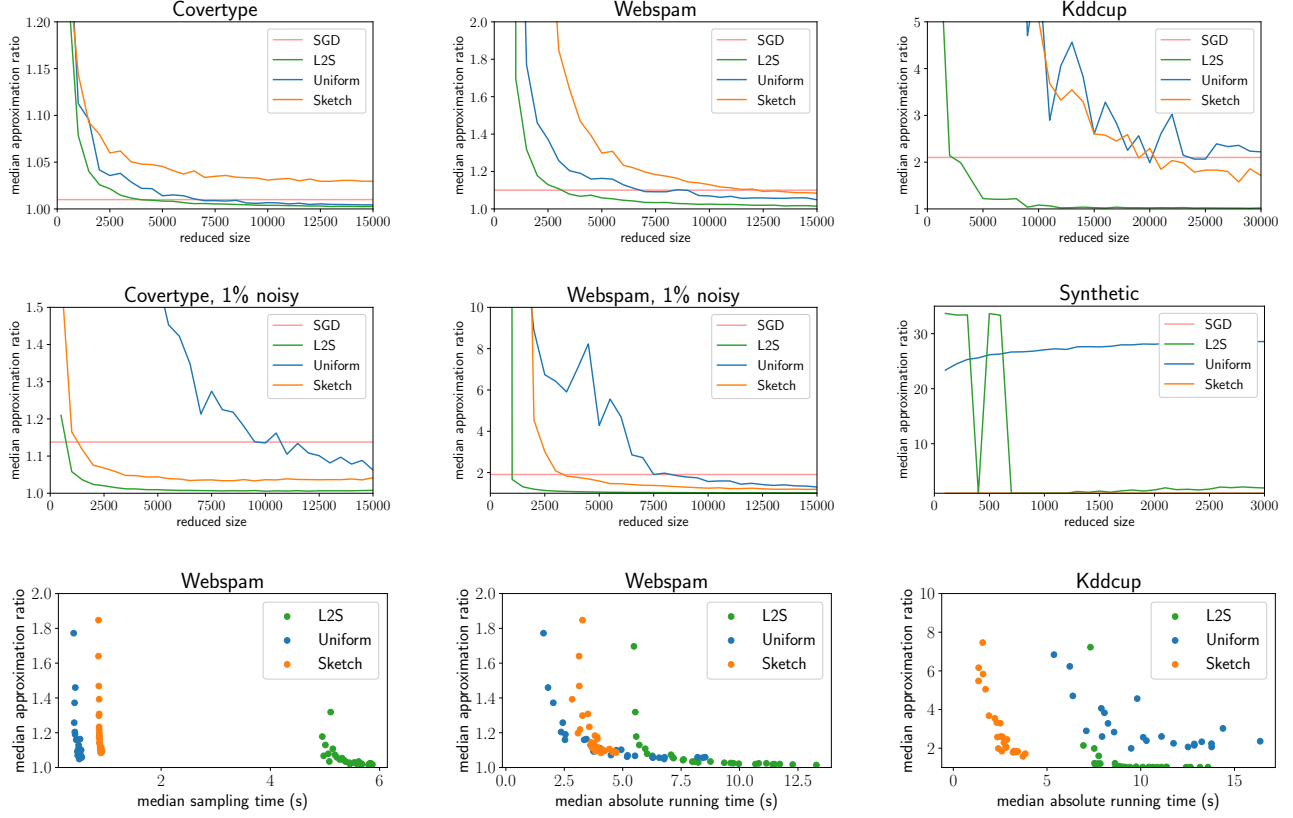 Covertype
Webspam
Kddcup
1.20
1.15
1.10
1.05
1.00
median approximation ratio
0 2500 5000 7500 10000 12500 15000
reduced size
SGD
L2S
Uniform
Sketch
2.0
1.8
1.6
1.4
1.2
1.0
median approximation ratio
0 2500 5000 7500 10000 12500 15000
reduced size
SGD
L2S
Uniform
Sketch
5
4
3
2
1
median approximation ratio
0 5000 10000 15000 20000 25000 30000
reduced size
SGD
L2S
Uniform
Sketch
Covertype, 1% noisy
Webspam, 1% noisy
Synthetic
1.5
1.4
1.3
1.2
1.1
1.0
median approximation ratio
0 2500 5000 7500 10000 12500 15000
reduced size
SGD
L2S
Uniform
Sketch
10
8
6
4
2
median approximation ratio
0 2500 5000 7500 10000 12500 15000
reduced size
SGD
L2S
Uniform
Sketch
30
20
10
median approximation ratio
0 500 1000 1500 2000 2500 3000
reduced size
SGD
L2S
Uniform
Sketch
Webspam
Webspam
Kddcup
2.0
1.8
1.6
1.4
1.2
1.0
median approximation ratio
2 4 6
median sampling time (s)
L2S
Uniform
Sketch
2.0
1.8
1.6
1.4
1.2
1.0
median approximation ratio
0.0 2.5 5.0 7.5 10.0 12.5
median absolute running time (s)
L2S
Uniform
Sketch
10
8
6
4
2
median approximation ratio
0 5 10 15
median absolute running time (s)
L2S
Uniform
Sketch